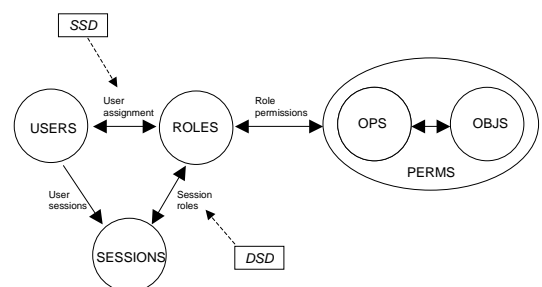 SSD
User
assignment
Role
permissions
USERS
ROLES
OPS
OBJS
PERMS
User
sessions
Session
roles
SESSIONS
DSD